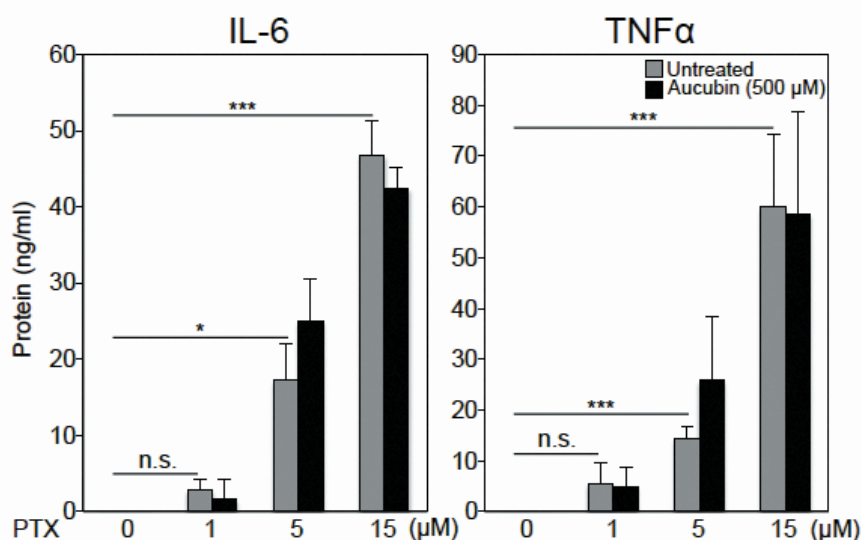 IL-6
TNFα
Protein (ng/ml)
60
50
40
30
20
10
0
***
*
n.s.
PTX 0 1 5 15 (μM)
90
80
70
60
50
40
30
20
10
0
Untreated
Aucubin (500 μM)
***
***
n.s.
0 1 5 15 (μM)